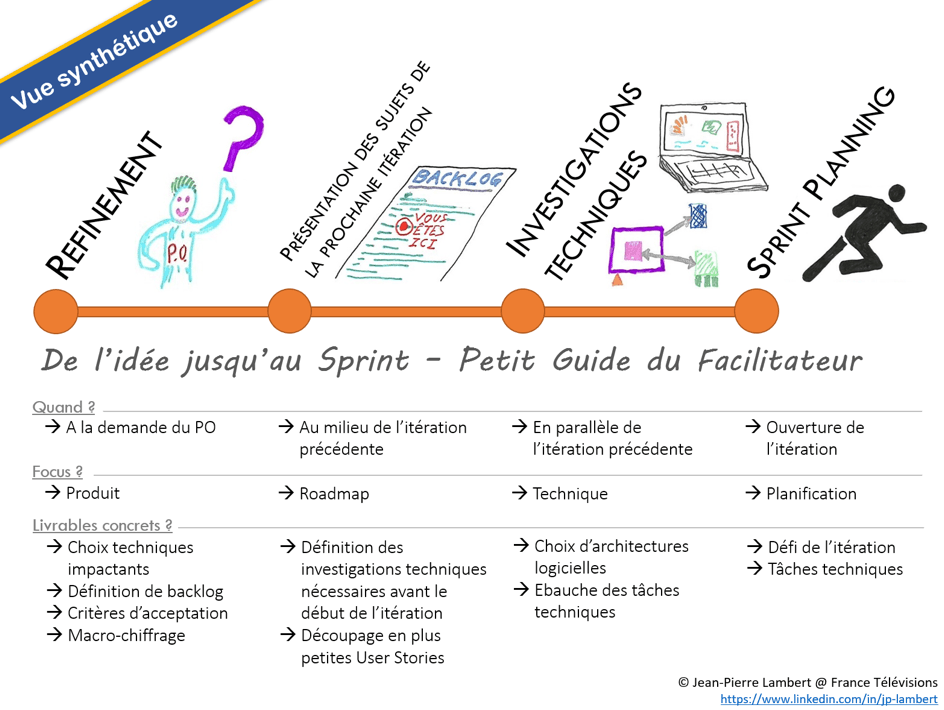 Vue synthétique
REFINEMENT
P.O.
PRÉSENTATION DES SUJETS DE
LA PROCHAINE ITÉRATION
BACKLOG
VOUS
ÊTES
ICI
INVESTIGATIONS
TECHNIQUES
SPRINT PLANNING
De l'idée jusqu'au Sprint – Petit Guide du Facilitateur
Quand ?
→ A la demande du PO
→ Au milieu de l'itération
précédente
→ En parallèle de
l'itération précédente
→ Ouverture de
l'itération
Focus ?
→ Produit
→ Roadmap
→ Technique
→ Planification
Livrables concrets ?
→ Choix techniques
impactants
→ Définition de backlog
→ Critères d'acceptation
→ Macro-chiffrage
→ Définition des
investigations techniques
nécessaires avant le
début de l'itération
→ Découpage en plus
petites User Stories
→ Choix d'architectures
logicielles
→ Ebauche des tâches
techniques
→ Défi de l'itération
→ Tâches techniques
© Jean-Pierre Lambert @ France Télévisions
https://www.linkedin.com/in/jp-lambert